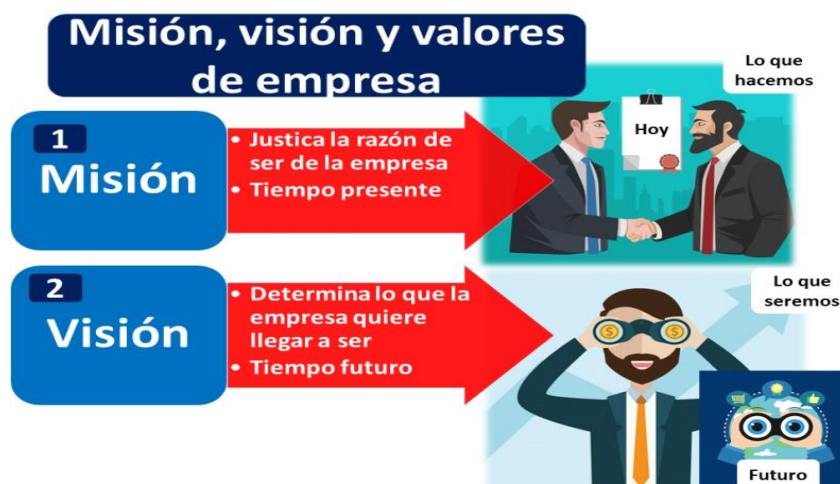 Misión, visión y valores
de empresa
Lo que
hacemos
1
Misión
• Justica la razón de
ser de la empresa
• Tiempo presente
Hoy
2
Visión
• Determina lo que la
empresa quiere
llegar a ser
• Tiempo futuro
Lo que
seremos
$ $
Futuro